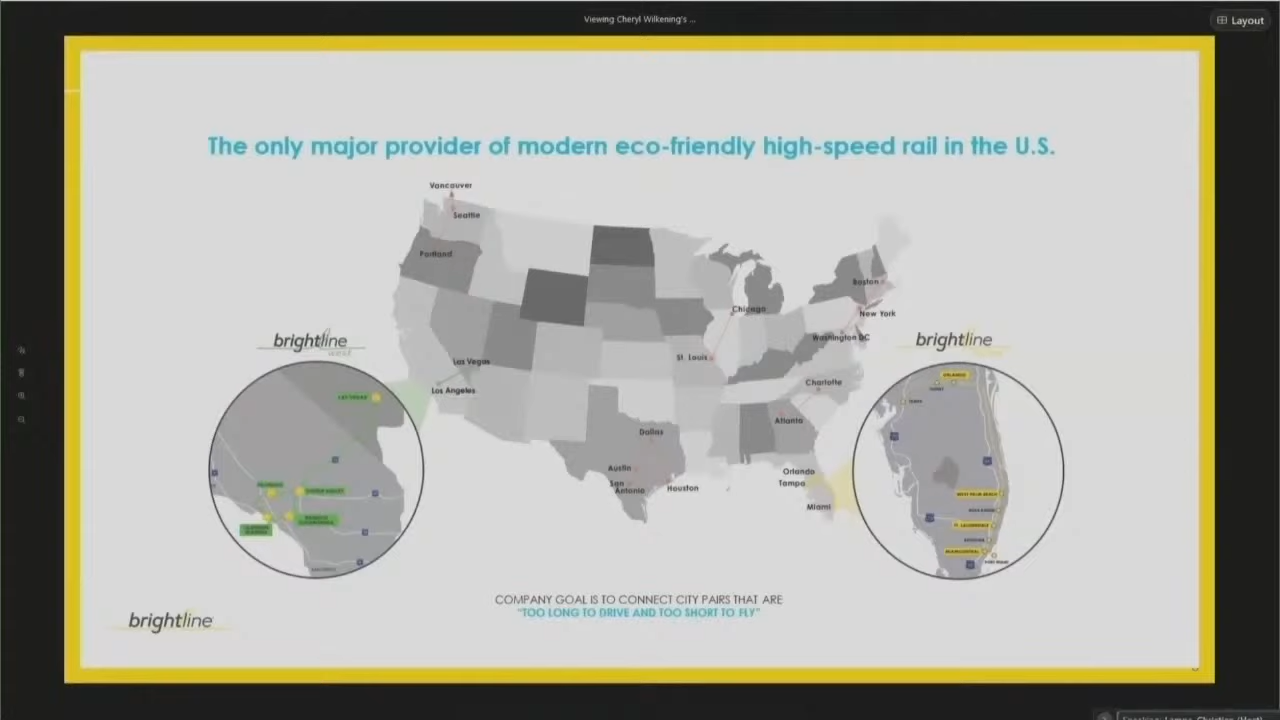 Viewing Cheryl Wilkening's ...
Layout
The only major provider of modern eco-friendly high-speed rail in the U.S.
Vancouver
Seattle
Portland
Boston
Chicago
New York
Washington DC
brightline
brightline
Las Vegas
St. Louis
Los Angeles
Charlotte
ORLANDO
LAS VEGAS
TAMPA
Atlanta
Dallas
Austin
Orlando
San
Antonio
Houston
Tampa
Miami
WEST PALM BEACH
FT. LAUDERDALE
COMPANY GOAL IS TO CONNECT CITY PAIRS THAT ARE
"TOO LONG TO DRIVE AND TOO SHORT TO FLY"
brightline